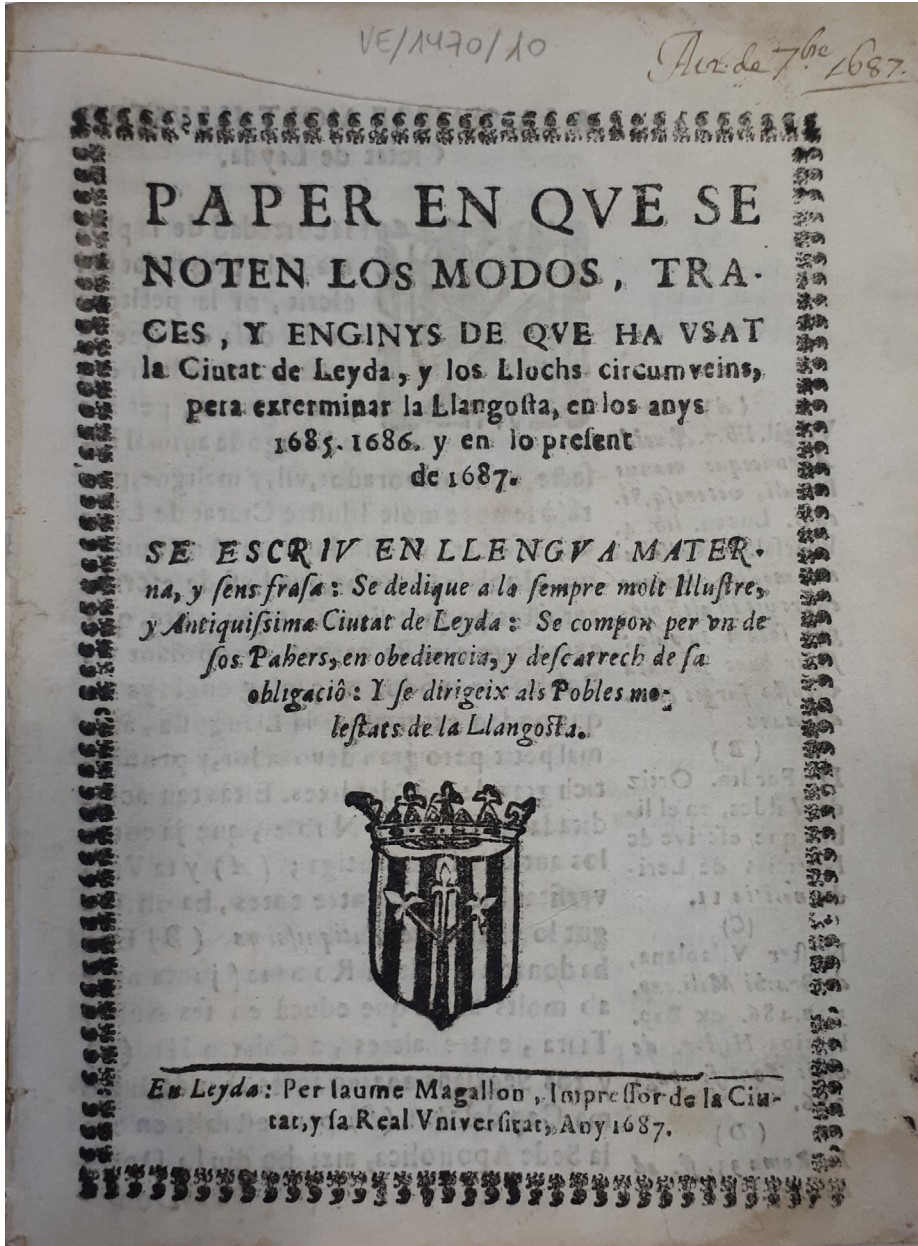 VE/1470/10
de 7.bre 1687.
PAPER EN QVE SE
NOTEN LOS MODOS, TRA-
CES, Y ENGINYS DE QVE HA VSAT
la Ciutat de Leyda, y los Llochs circumveins,
pera exterminar la Llangoſta, en los anys
1685. 1686. y en lo preſent
de 1687.
SE ESCRIV EN LLENGVA MATER-
na, y ſens fraſa: Se dedique a la ſempre molt Illuſtre,
y Antiquiſsima Ciutat de Leyda: Se compon per vn de
ſos Pahers, en obediencia, y deſcarrech de ſa
obligaciô: Y ſe dirigeix als Pobles mo-
leſtats de la Llangoſta.
En Leyda: Per Iaume Magallon, Impreſſor de la Ciu-
tat, y ſa Real Vniverſitat, Any 1687.